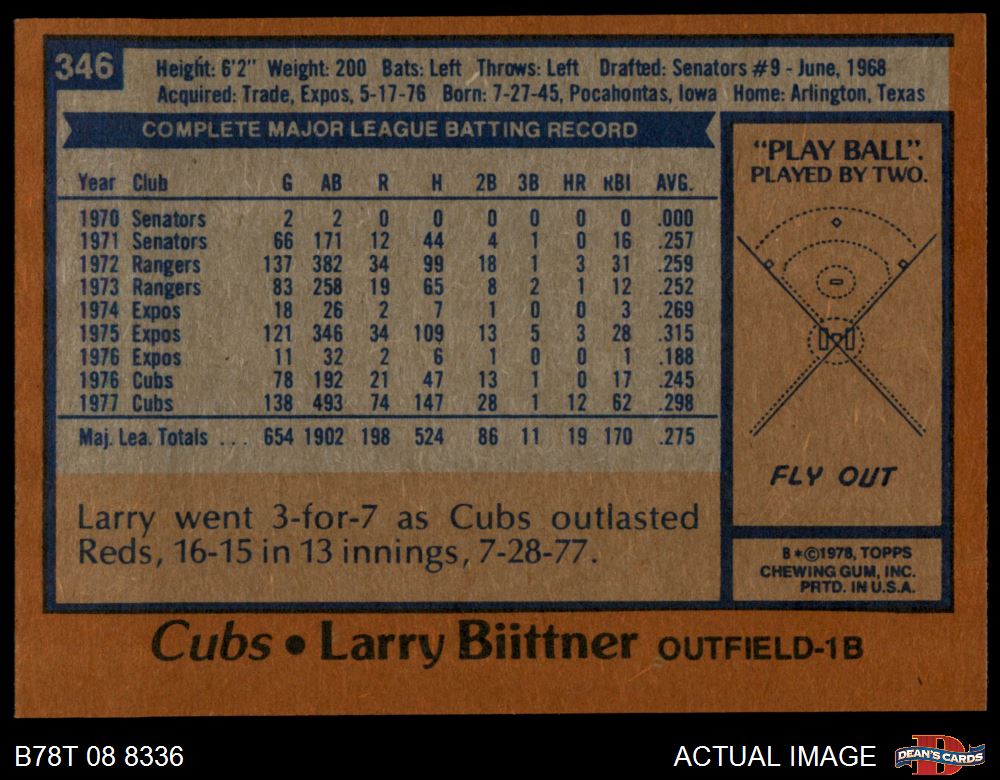 346
Height: 6'2" Weight: 200 Bats: Left Throws: Left Drafted: Senators #9 - June, 1968
Acquired: Trade, Expos, 5-17-76 Born: 7-27-45, Pocahontas, Iowa Home: Arlington, Texas
COMPLETE MAJOR LEAGUE BATTING RECORD
Year Club G AB R H 2B 3B HR RBI AVG.
1970 Senators 2 2 0 0 0 0 0 0 .000
1971 Senators 66 171 12 44 4 1 0 16 .257
1972 Rangers 137 382 34 99 18 1 3 31 .259
1973 Rangers 83 258 19 65 8 2 1 12 .252
1974 Expos 18 26 2 7 1 0 0 3 .269
1975 Expos 121 346 34 109 13 5 3 28 .315
1976 Expos 11 32 2 6 1 0 0 1 .188
1976 Cubs 78 192 21 47 13 1 0 17 .245
1977 Cubs 138 493 74 147 28 1 12 62 .298
Maj. Lea. Totals ... 654 1902 198 524 86 11 19 170 .275
Larry went 3-for-7 as Cubs outlasted
Reds, 16-15 in 13 innings, 7-28-77.
"PLAY BALL".
PLAYED BY TWO.
FLY OUT
B*©1978, TOPPS
CHEWING GUM, INC.
PRTD. IN U.S.A.
Cubs • Larry Biittner OUTFIELD-1B
B78T 08 8336
ACTUAL IMAGE
D
DEAN'S CARDS